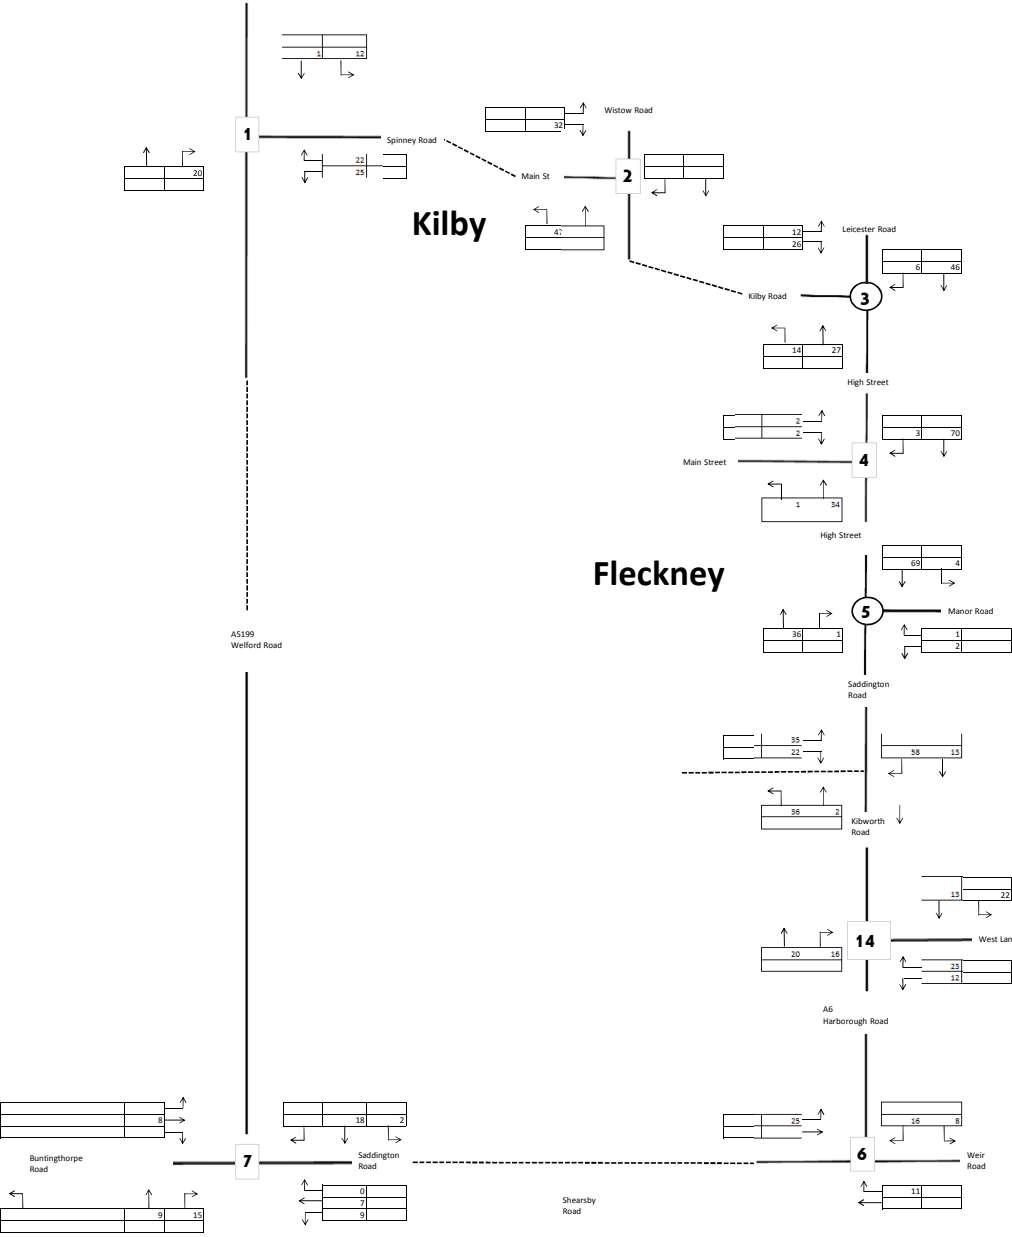 1 12
Wistow Road
32
1
Spinney Road
20
22
25
Main St
2
Kilby
47
12
26
Leicester Road
6 46
Kilby Road
3
14 27
High Street
2
2
3 70
Main Street
4
1 34
High Street
69 4
Fleckney
5
Manor Road
36 1
1
2
A5199
Welford Road
Saddington
Road
35
22
58 13
36 2
Kibworth
Road
13 22
14
West Lan
20 16
23
12
A6
Harborough Road
8
18 2
25
16 8
Buntingthorpe
Road
7
Saddington
Road
6
Weir
Road
9 15
0
7
9
Shearsby
Road
11